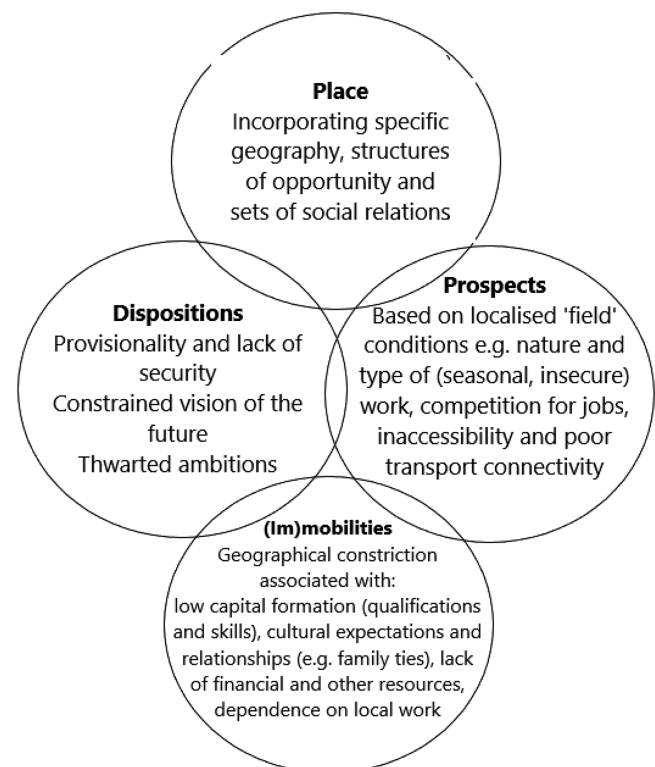 Place
Incorporating specific
geography, structures
of opportunity and
sets of social relations
Dispositions
Provisionality and lack of
security
Constrained vision of the
future
Thwarted ambitions
Prospects
Based on localised 'field'
conditions e.g. nature and
type of (seasonal, insecure)
work, competition for jobs,
inaccessibility and poor
transport connectivity
(Im)mobilities
Geographical constriction
associated with:
low capital formation (qualifications
and skills), cultural expectations and
relationships (e.g. family ties), lack
of financial and other resources,
dependence on local work